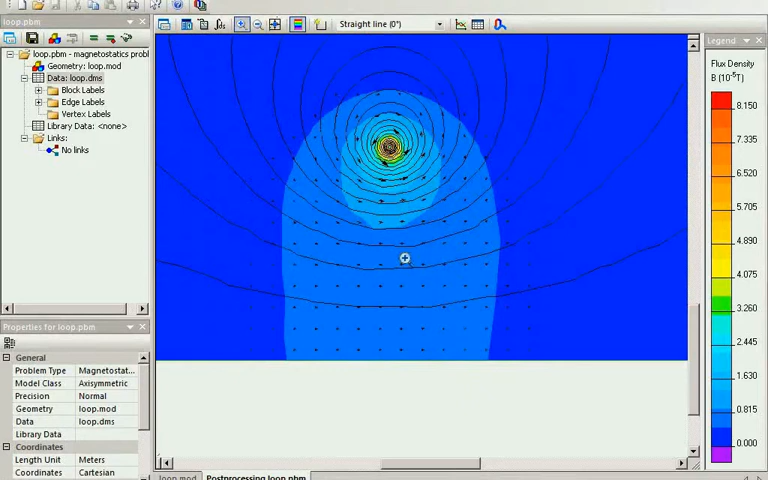 Straight line (0°)
loop.pbm
loop.pbm - magnetostatics probl
Geometry: loop.mod
Data: loop.dms
Block Labels
Edge Labels
Vertex Labels
Library Data: <none>
Links:
No links
Properties for loop.pbm
General
Problem Type Magnetostat...
Model Class Axisymmetric
Precision Normal
Geometry loop.mod
Data loop.dms
Library Data
Coordinates
Length Unit Meters
Coordinates Cartesian
loop.mod
Postprocessing loop.pbm
Legend
Flux Density
B (10⁻⁵T)
8.150
7.335
6.520
5.705
4.890
4.075
3.260
2.445
1.630
0.815
0.000